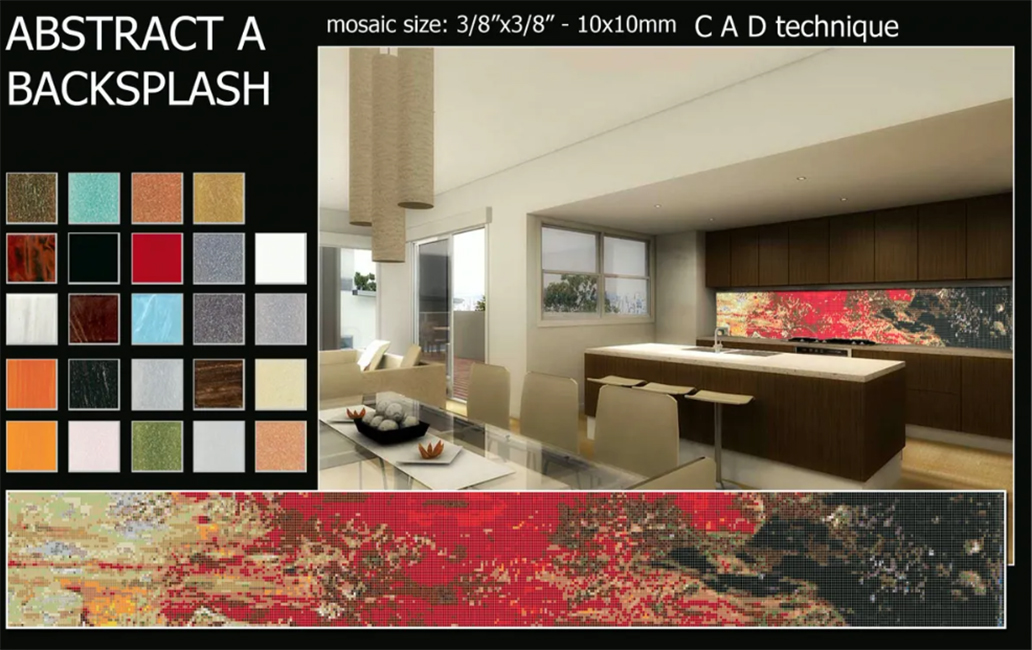 ABSTRACT A
BACKSPLASH
mosaic size: 3/8”x3/8” - 10x10mm C A D technique